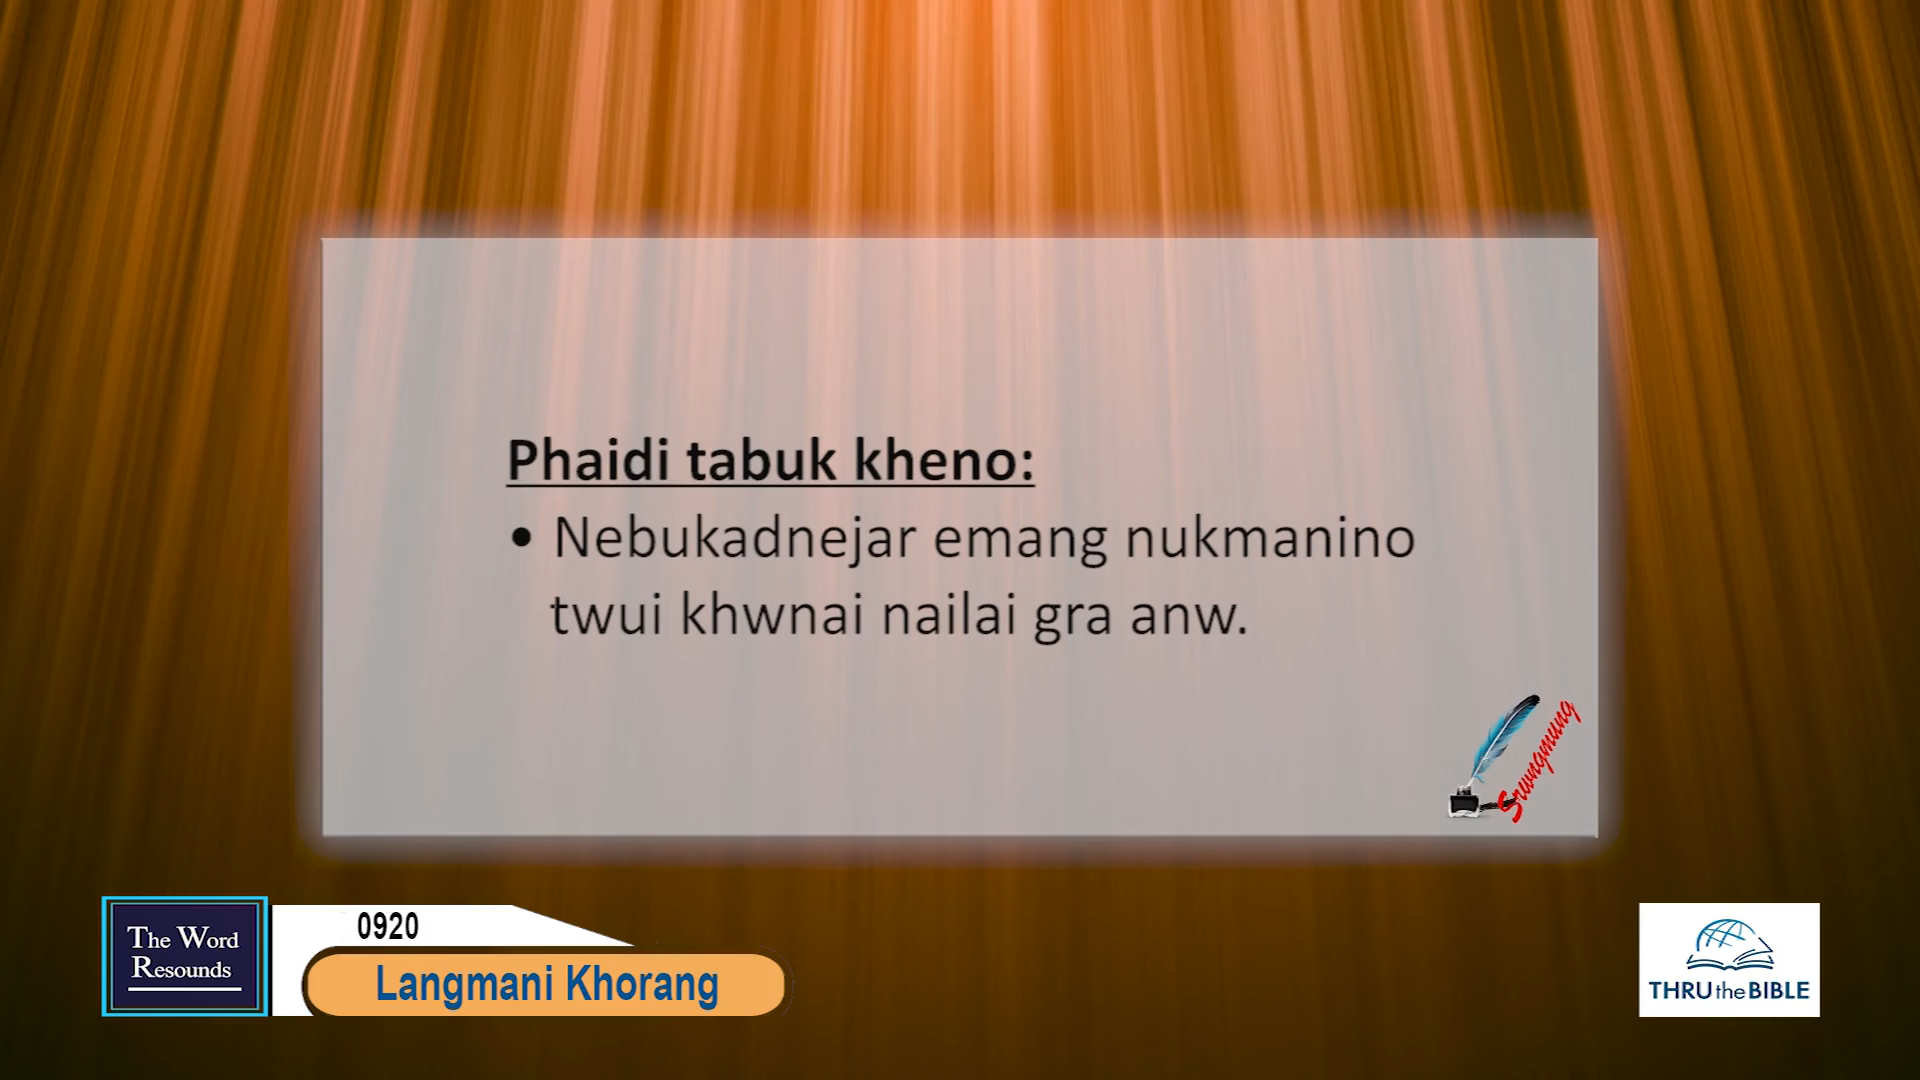 Phaidi tabuk kheno:
• Nebukadnejar emang nukmanino
twui khwnai nailai gra anw.
Srwngmung
The Word
Resounds
0920
Langmani Khorang
THRU the BIBLE